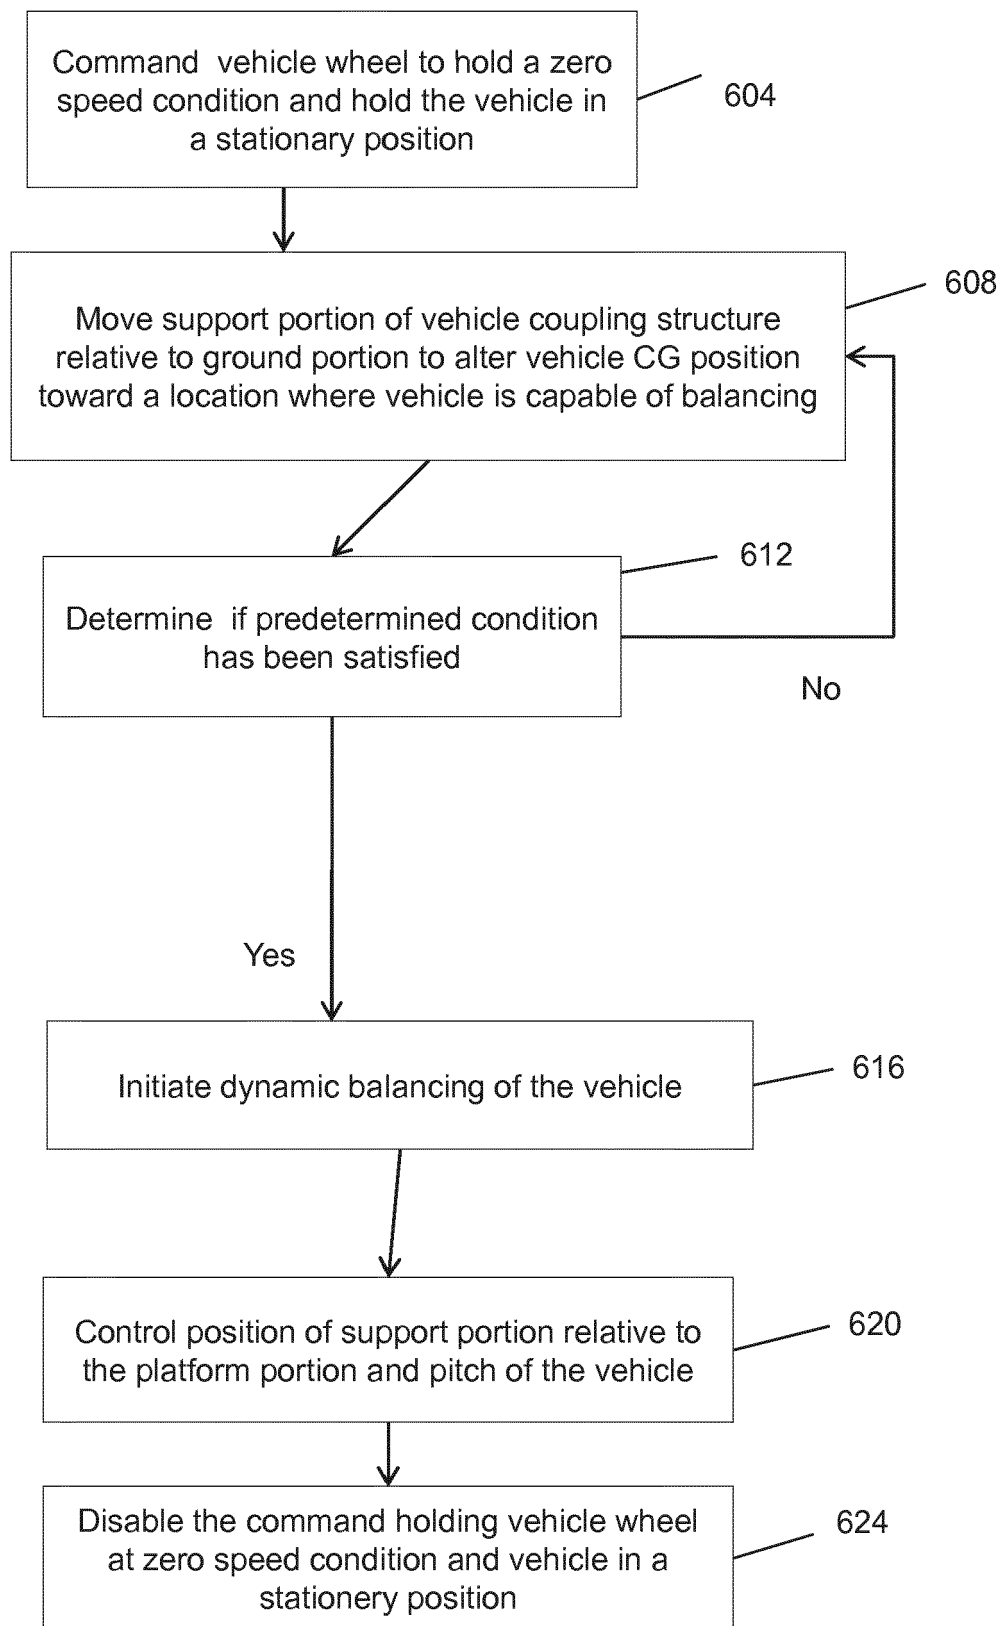 Command vehicle wheel to hold a zero
speed condition and hold the vehicle in
a stationary position
604
608
Move support portion of vehicle coupling structure
relative to ground portion to alter vehicle CG position
toward a location where vehicle is capable of balancing
612
Determine if predetermined condition
has been satisfied
No
Yes
Initiate dynamic balancing of the vehicle
616
Control position of support portion relative to
the platform portion and pitch of the vehicle
620
Disable the command holding vehicle wheel
at zero speed condition and vehicle in a
stationery position
624